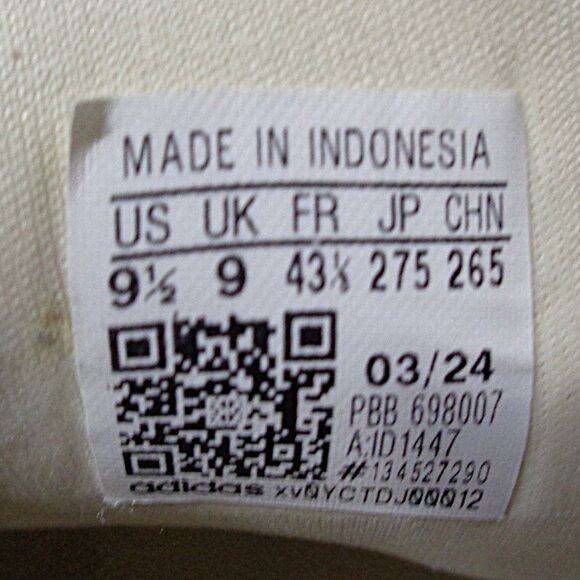 MADE IN INDONESIA
US UK FR JP CHN
9½ 9 43⅓ 275 265
03/24
PBB 698007
A:ID1447
#134527290
adidas XV0YCTDJ00012